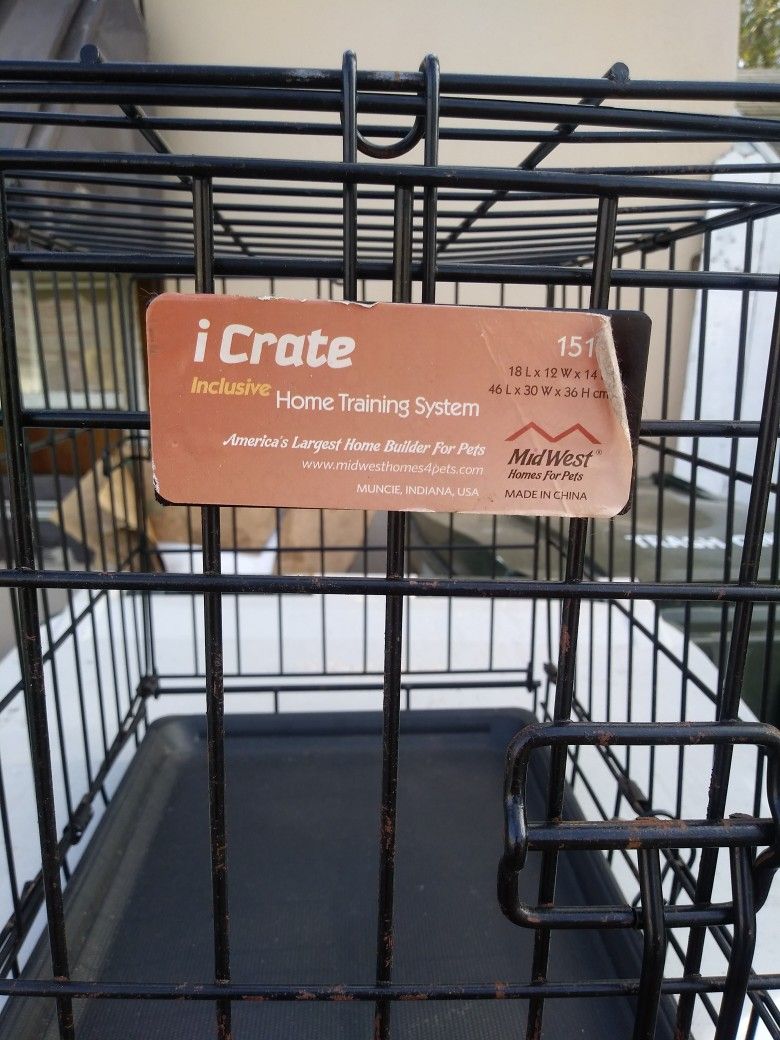 i Crate
151
18 L x 12 W x 14
46 L x 30 W x 36 H cm
Inclusive Home Training System
America's Largest Home Builder For Pets
www.midwesthomes4pets.com
MUNCIE, INDIANA, USA
MidWest®
Homes For Pets
MADE IN CHINA
TRASH